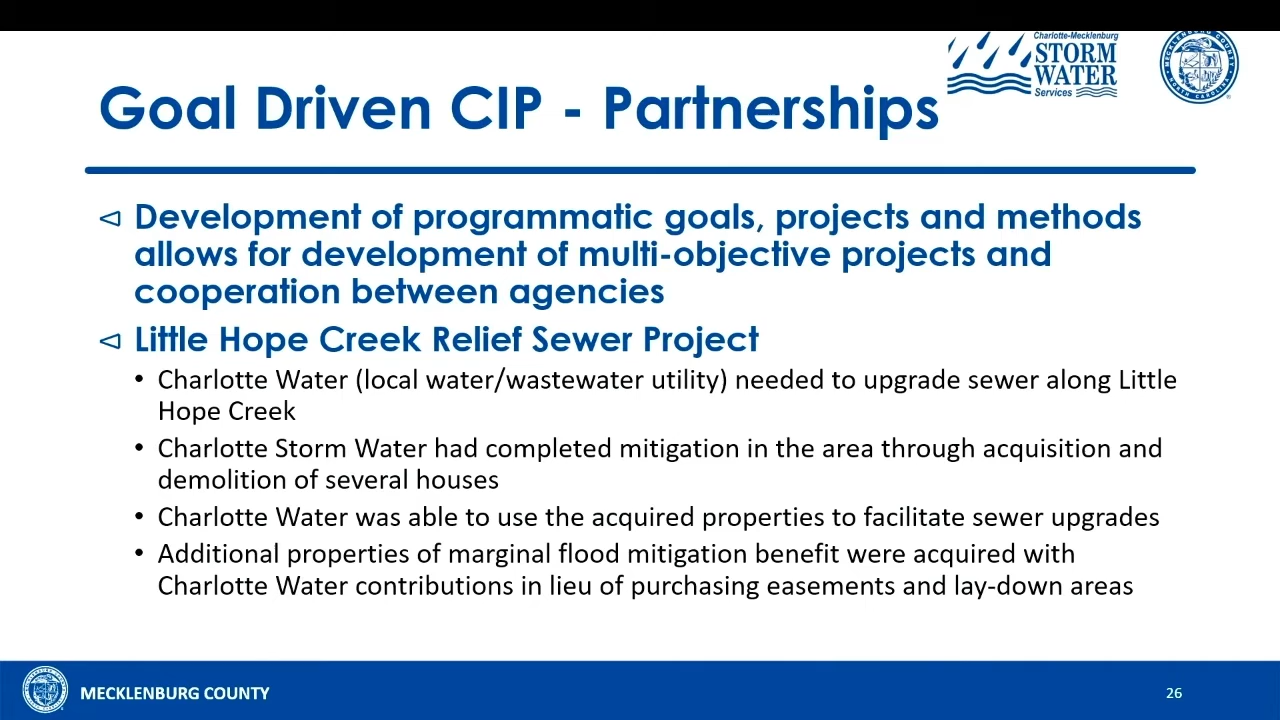 Charlotte-Mecklenburg
STORM
WATER
Services
Goal Driven CIP - Partnerships
Development of programmatic goals, projects and methods
allows for development of multi-objective projects and
cooperation between agencies
Little Hope Creek Relief Sewer Project
• Charlotte Water (local water/wastewater utility) needed to upgrade sewer along Little
Hope Creek
• Charlotte Storm Water had completed mitigation in the area through acquisition and
demolition of several houses
• Charlotte Water was able to use the acquired properties to facilitate sewer upgrades
• Additional properties of marginal flood mitigation benefit were acquired with
Charlotte Water contributions in lieu of purchasing easements and lay-down areas
MECKLENBURG COUNTY
26